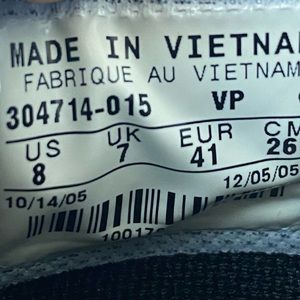 MADE IN VIETNA
FABRIQUE AU VIETNAM
304714-015 VP
US UK EUR CM
8 7 41 26
10/14/05 12/05/05